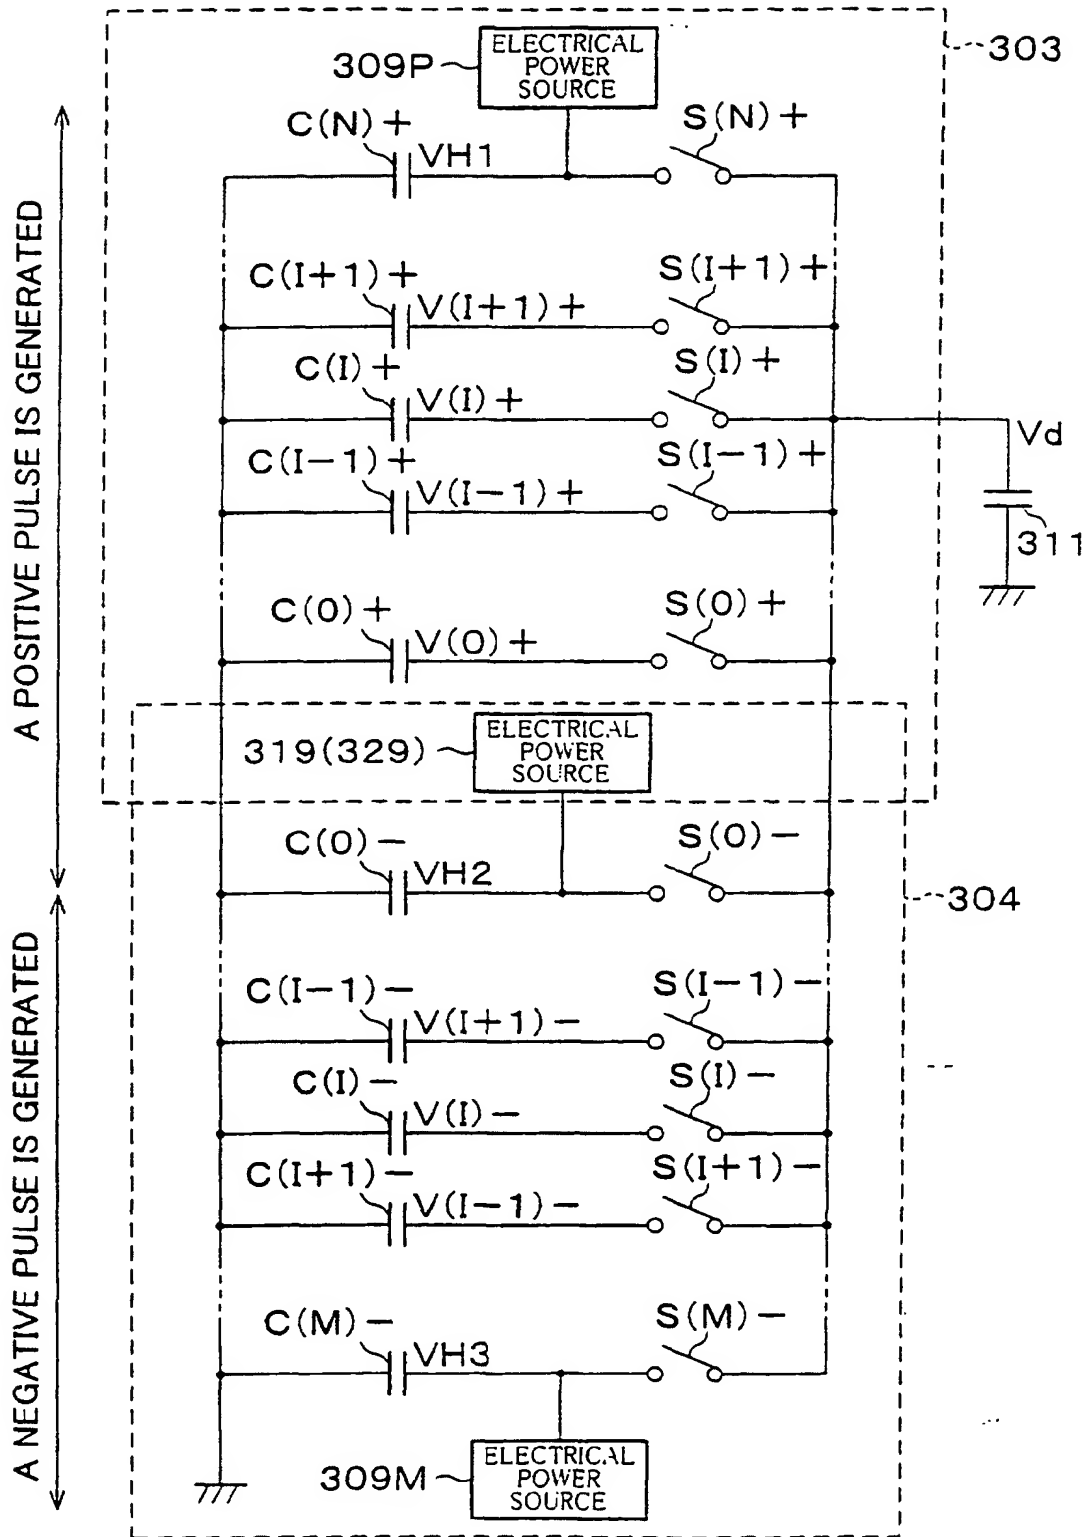 ELECTRICAL
POWER
SOURCE
309P
303
C(N)+
VH1
S(N)+
A POSITIVE PULSE IS GENERATED
C(I+1)+
V(I+1)+
S(I+1)+
C(I)+
V(I)+
S(I)+
Vd
C(I-1)+
V(I-1)+
S(I-1)+
311
C(0)+
V(0)+
S(0)+
319(329)
ELECTRICAL
POWER
SOURCE
C(0)-
VH2
S(0)-
304
A NEGATIVE PULSE IS GENERATED
C(I-1)-
V(I+1)-
S(I-1)-
C(I)-
V(I)-
S(I)-
C(I+1)-
V(I-1)-
S(I+1)-
C(M)-
VH3
S(M)-
309M
ELECTRICAL
POWER
SOURCE